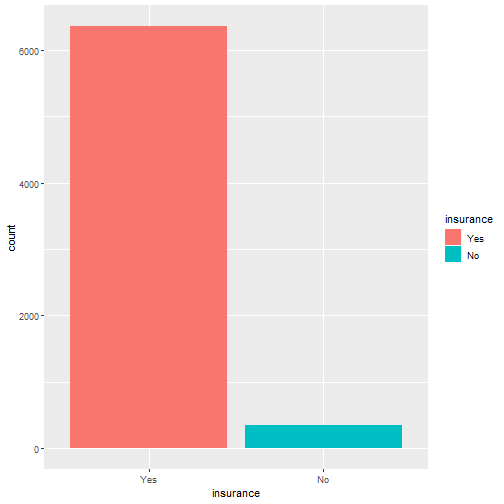 6000
4000
2000
0
count
Yes
No
insurance
insurance
Yes
No